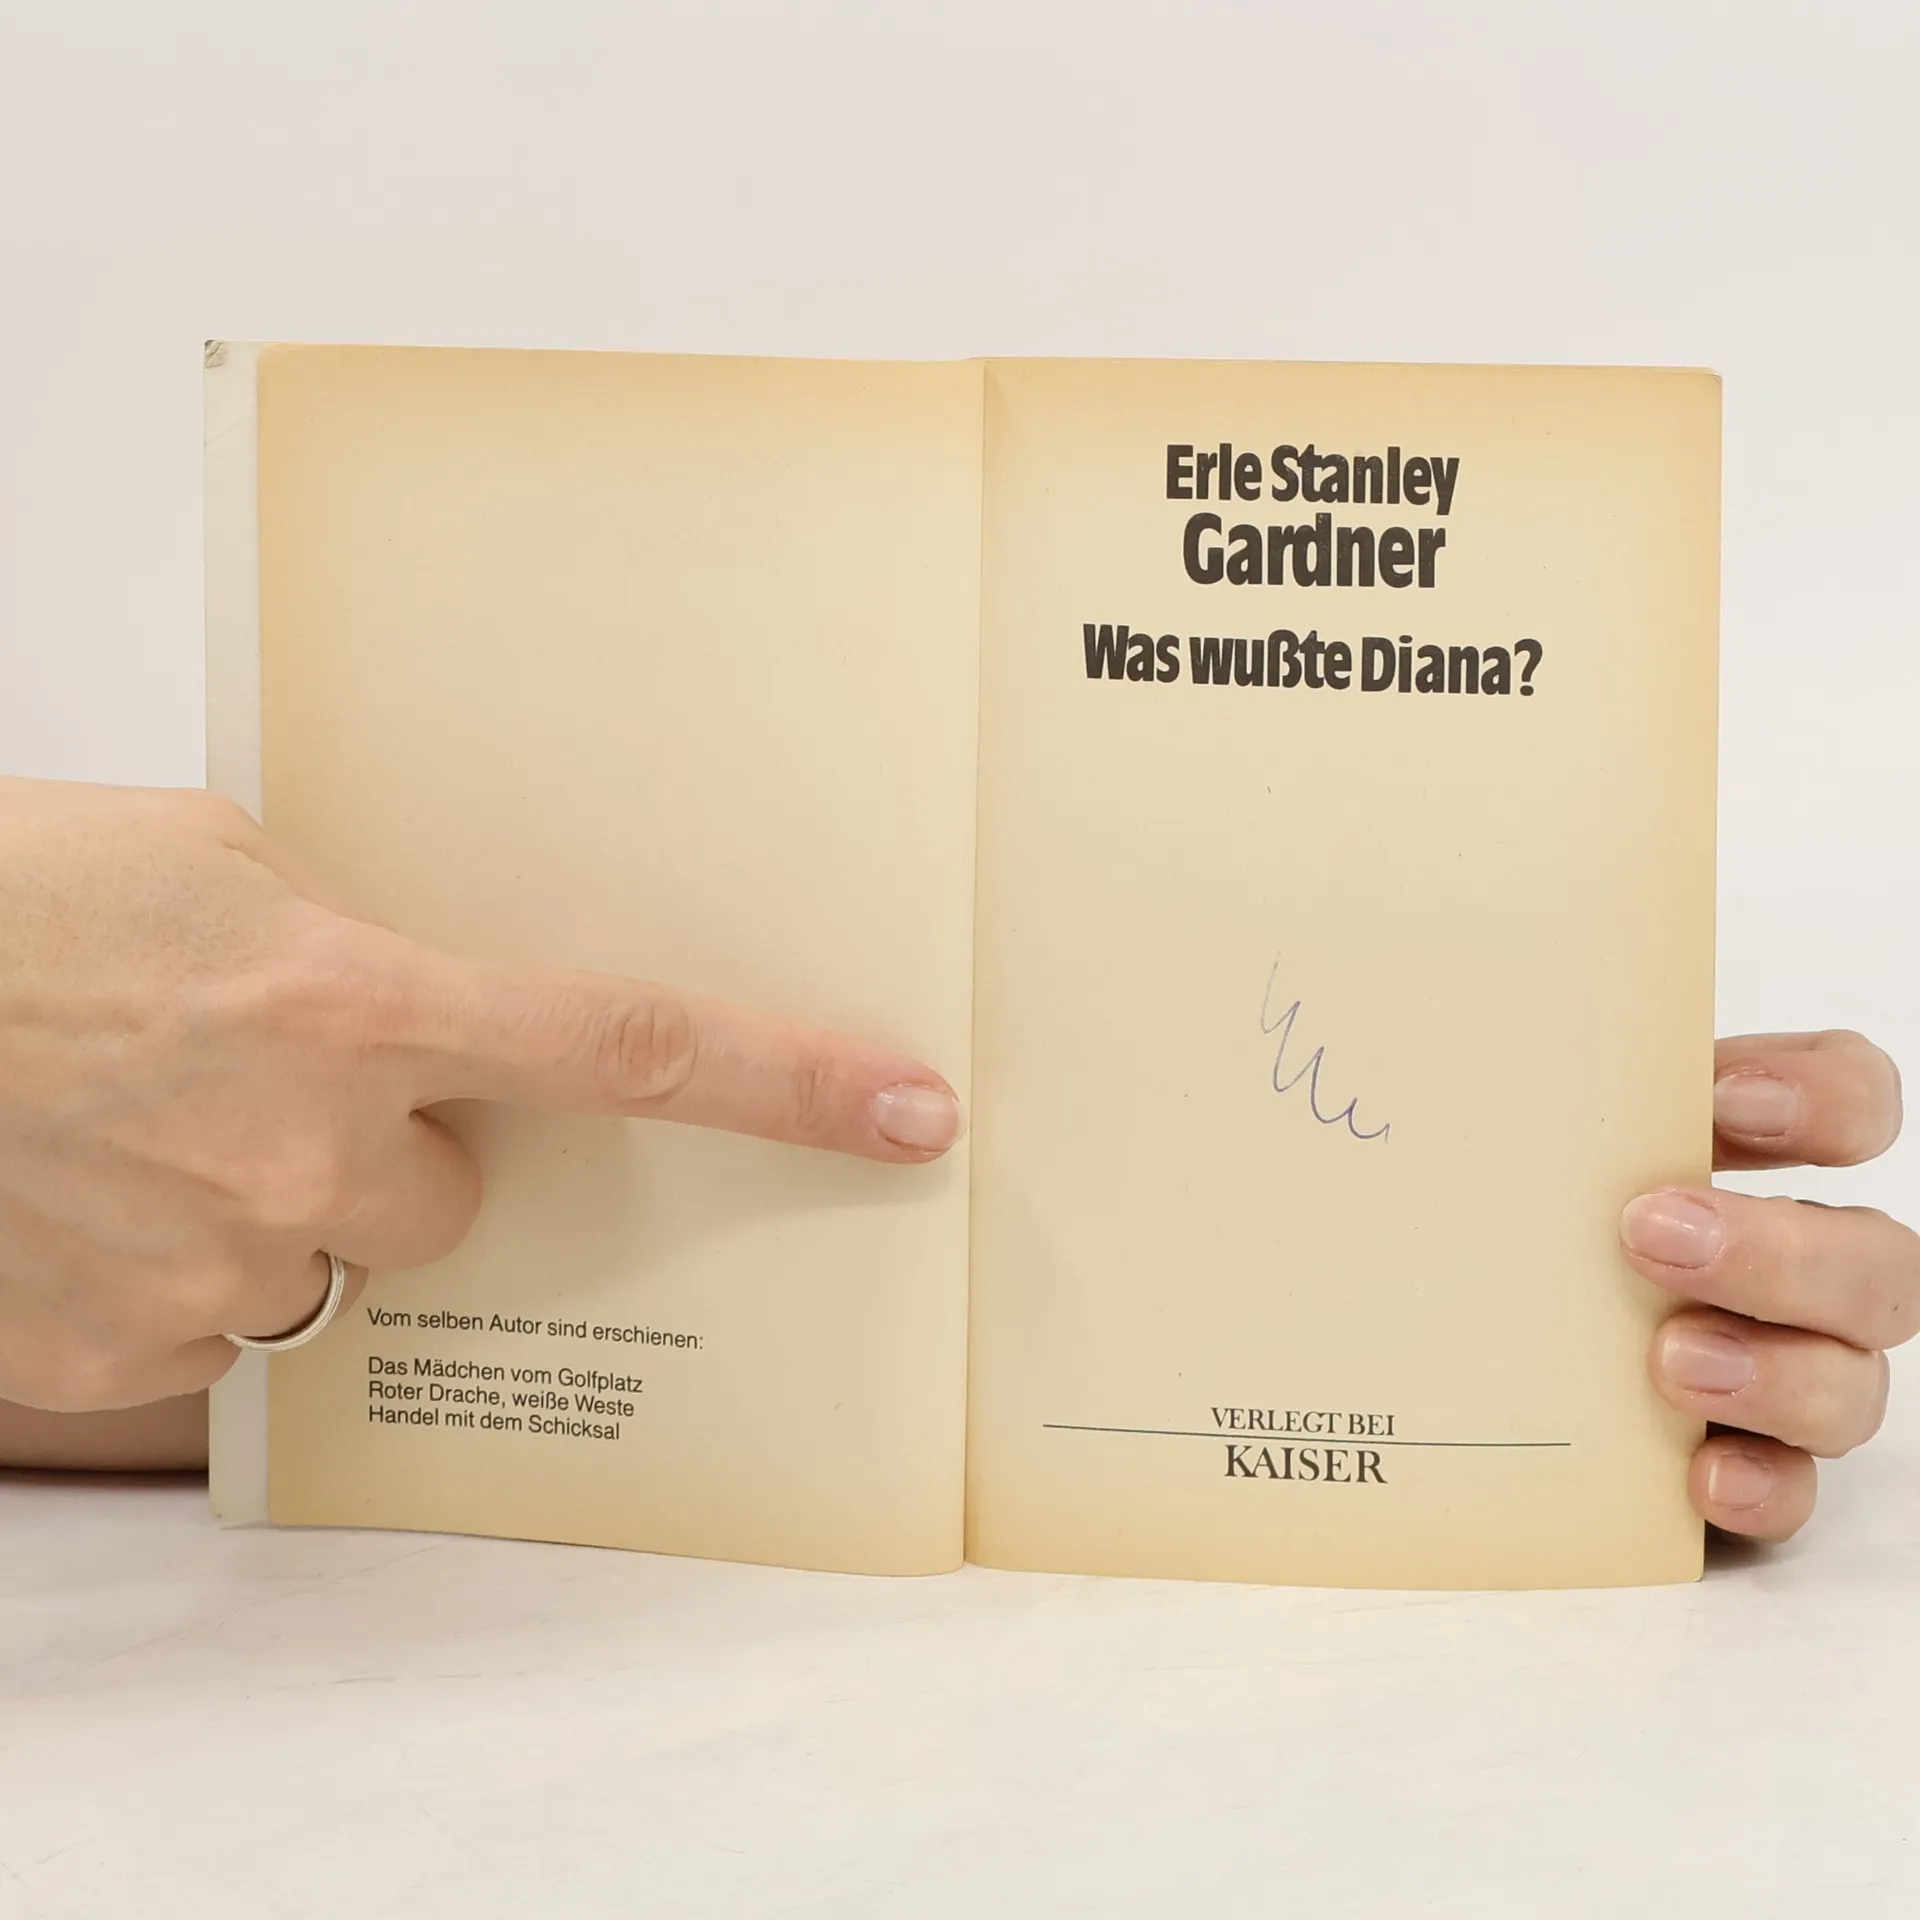 Vom selben Autor sind erschienen:
Das Mädchen vom Golfplatz
Roter Drache, weiße Weste
Handel mit dem Schicksal
Erle Stanley
Gardner
Was wußte Diana?
VERLEGT BEI
KAISER